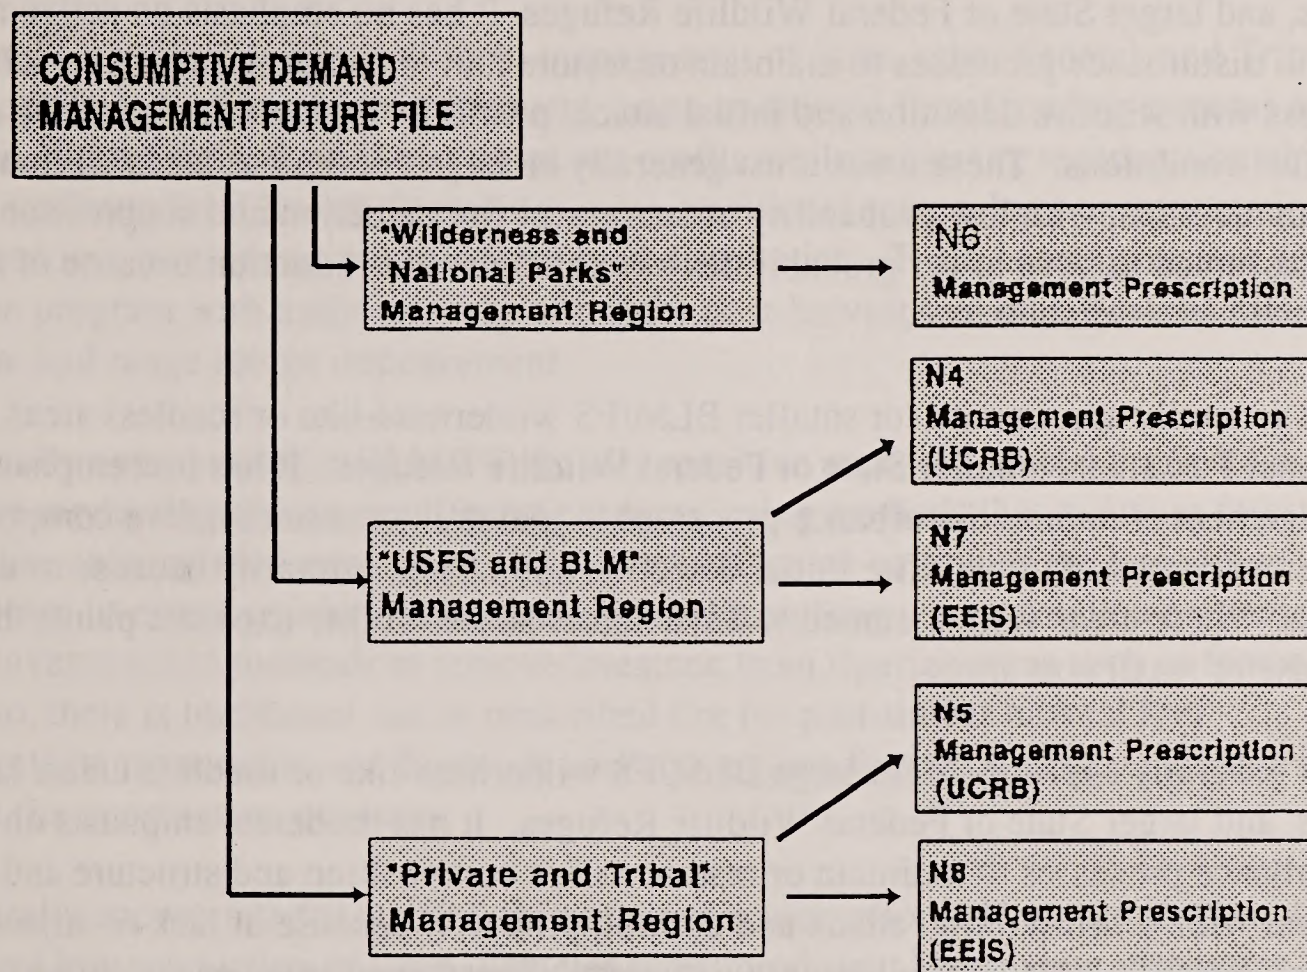 CONSUMPTIVE DEMAND
MANAGEMENT FUTURE FILE
"Wilderness and
National Parks"
Management Region
N6
Management Prescription
N4
Management Prescription
(UCRB)
"USFS and BLM"
Management Region
N7
Management Prescription
(EEIS)
N5
Management Prescription
(UCRB)
"Private and Tribal"
Management Region
N8
Management Prescription
(EEIS)